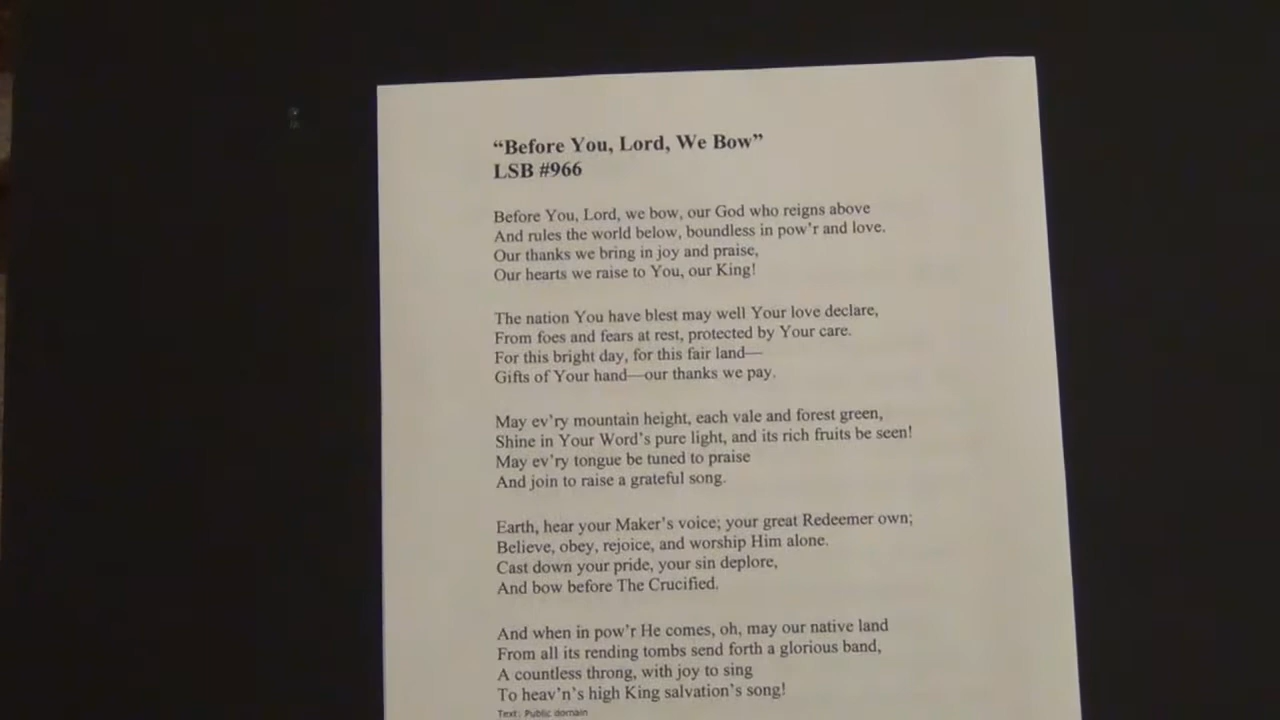 “Before You, Lord, We Bow”
LSB #966
Before You, Lord, we bow, our God who reigns above
And rules the world below, boundless in pow’r and love.
Our thanks we bring in joy and praise,
Our hearts we raise to You, our King!
The nation You have blest may well Your love declare,
From foes and fears at rest, protected by Your care.
For this bright day, for this fair land—
Gifts of Your hand—our thanks we pay.
May ev’ry mountain height, each vale and forest green,
Shine in Your Word’s pure light, and its rich fruits be seen!
May ev’ry tongue be tuned to praise
And join to raise a grateful song.
Earth, hear your Maker’s voice; your great Redeemer own;
Believe, obey, rejoice, and worship Him alone.
Cast down your pride, your sin deplore,
And bow before The Crucified.
And when in pow’r He comes, oh, may our native land
From all its rending tombs send forth a glorious band,
A countless throng, with joy to sing
To heav’n’s high King salvation’s song!
Text: Public domain